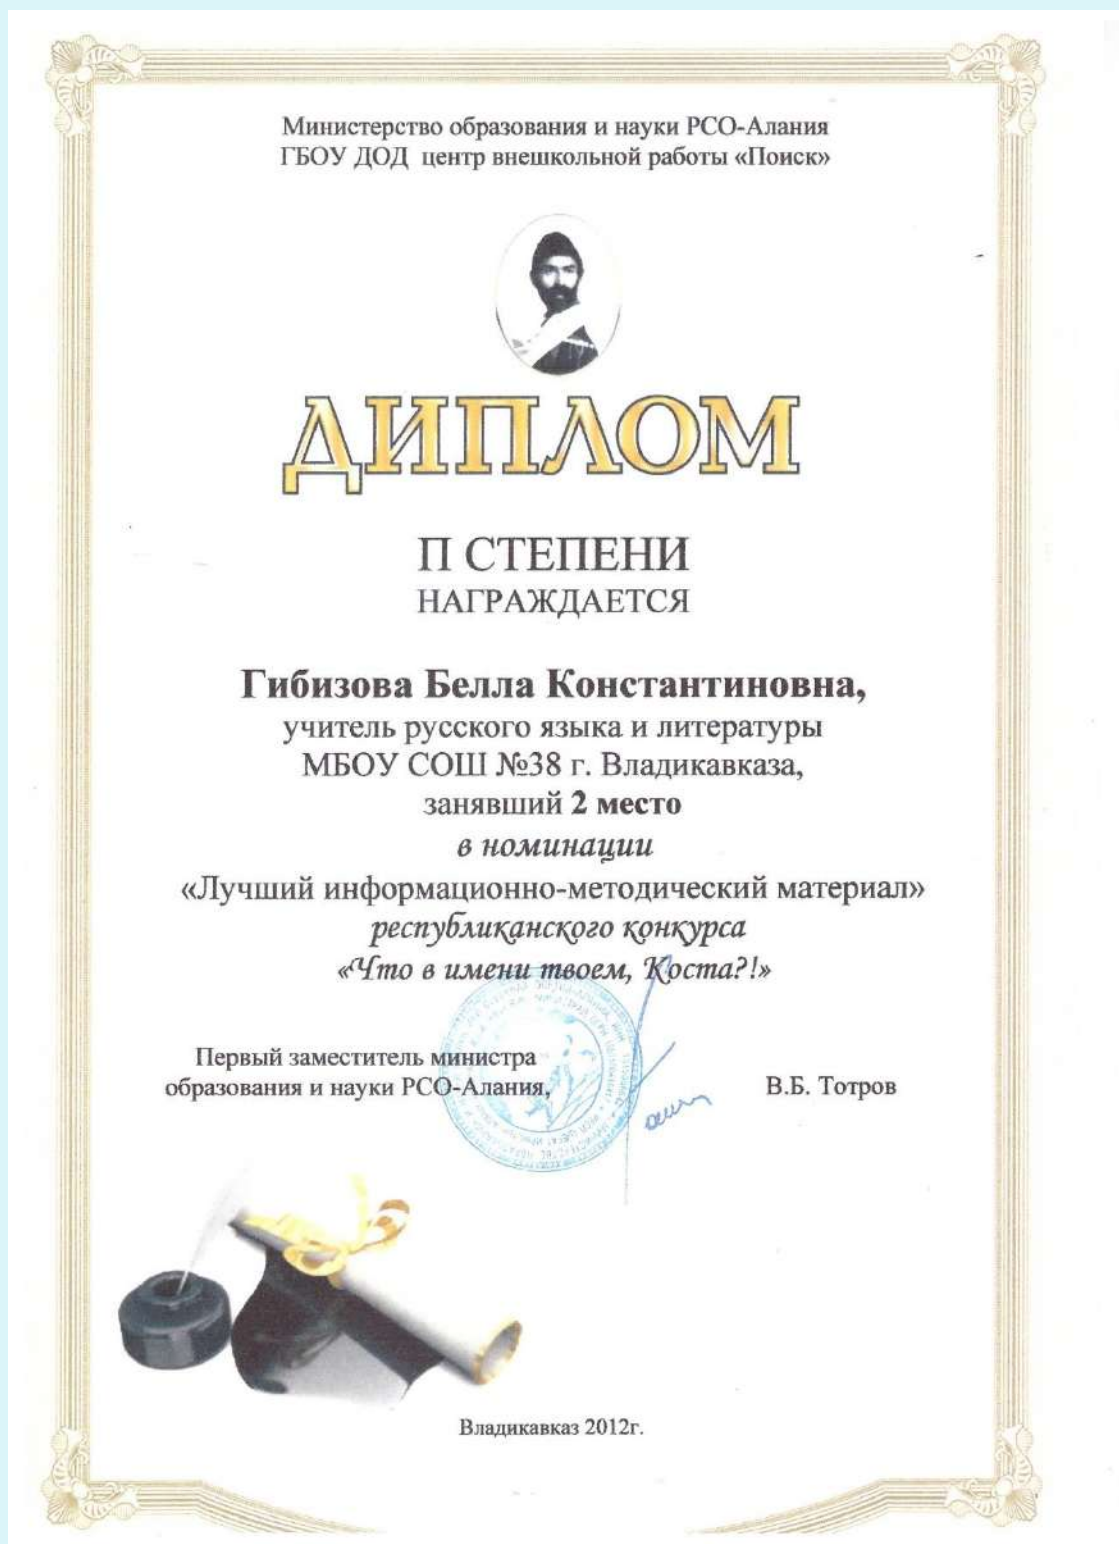 Министерство образования и науки РСО-Алания
ГБОУ ДОД центр внешкольной работы «Поиск»
ДИПЛОМ
П СТЕПЕНИ
НАГРАЖДАЕТСЯ
Гибизова Белла Константиновна,
учитель русского языка и литературы
МБОУ СОШ №38 г. Владикавказа,
занявший 2 место
в номинации
«Лучший информационно-методический материал»
республиканского конкурса
«Что в имени твоем, Коста?!»
Первый заместитель министра
образования и науки РСО-Алания,
В.Б. Тотров
Владикавказ 2012г.